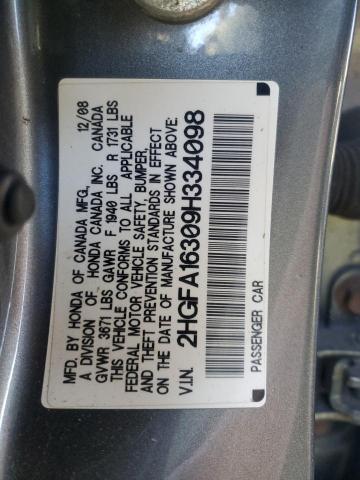 MFD. BY HONDA OF CANADA MFG., 12/08
A DIVISION OF HONDA CANADA INC. CANADA
GVWR 3671 LBS GAWR F 1940 LBS R 1731 LBS
THIS VEHICLE CONFORMS TO ALL APPLICABLE
FEDERAL MOTOR VEHICLE SAFETY, BUMPER,
AND THEFT PREVENTION STANDARDS IN EFFECT
ON THE DATE OF MANUFACTURE SHOWN ABOVE:
V.I.N. 2HGFA16309H334098
PASSENGER CAR